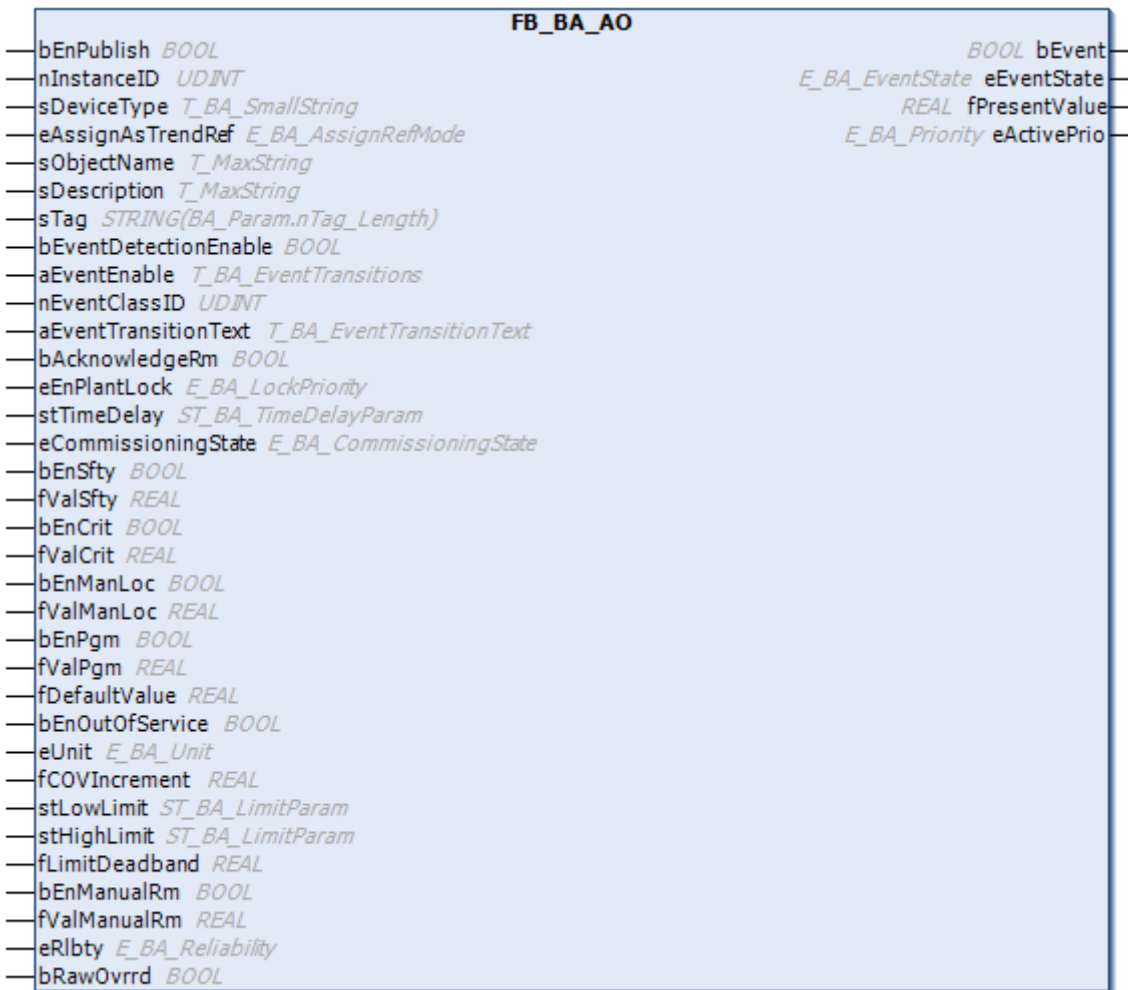 FB_BA_AO
bEnPublish BOOL BOOL bEvent
nInstanceID UDINT E_BA_EventState eEventState
sDeviceType T_BA_SmallString REAL fPresentValue
eAssignAsTrendRef E_BA_AssignRefMode E_BA_Priority eActivePrio
sObjectName T_MaxString
sDescription T_MaxString
sTag STRING(BA_Param.nTag_Length)
bEventDetectionEnable BOOL
aEventEnable T_BA_EventTransitions
nEventClassID UDINT
aEventTransitionText T_BA_EventTransitionText
bAcknowledgeRm BOOL
eEnPlantLock E_BA_LockPriority
stTimeDelay ST_BA_TimeDelayParam
eCommissioningState E_BA_CommissioningState
bEnSfty BOOL
fValSfty REAL
bEnCrit BOOL
fValCrit REAL
bEnManLoc BOOL
fValManLoc REAL
bEnPgm BOOL
fValPgm REAL
fDefaultValue REAL
bEnOutOfService BOOL
eUnit E_BA_Unit
fCOVIncrement REAL
stLowLimit ST_BA_LimitParam
stHighLimit ST_BA_LimitParam
fLimitDeadband REAL
bEnManualRm BOOL
fValManualRm REAL
eRlbty E_BA_Reliability
bRawOvrrd BOOL